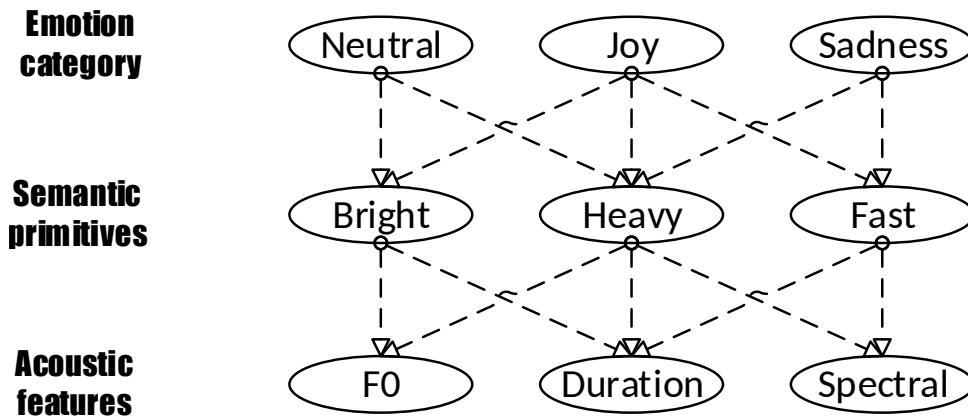 Emotion
category
Neutral Joy Sadness
Semantic
primitives
Bright Heavy Fast
Acoustic
features
F0 Duration Spectral